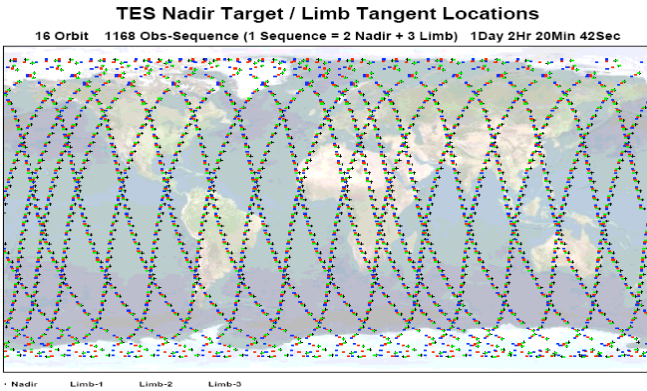 TES Nadir Target / Limb Tangent Locations
16 Orbit 1168 Obs-Sequence (1 Sequence = 2 Nadir + 3 Limb) 1Day 2Hr 20Min 42Sec
Nadir Limb-1 Limb-2 Limb-3